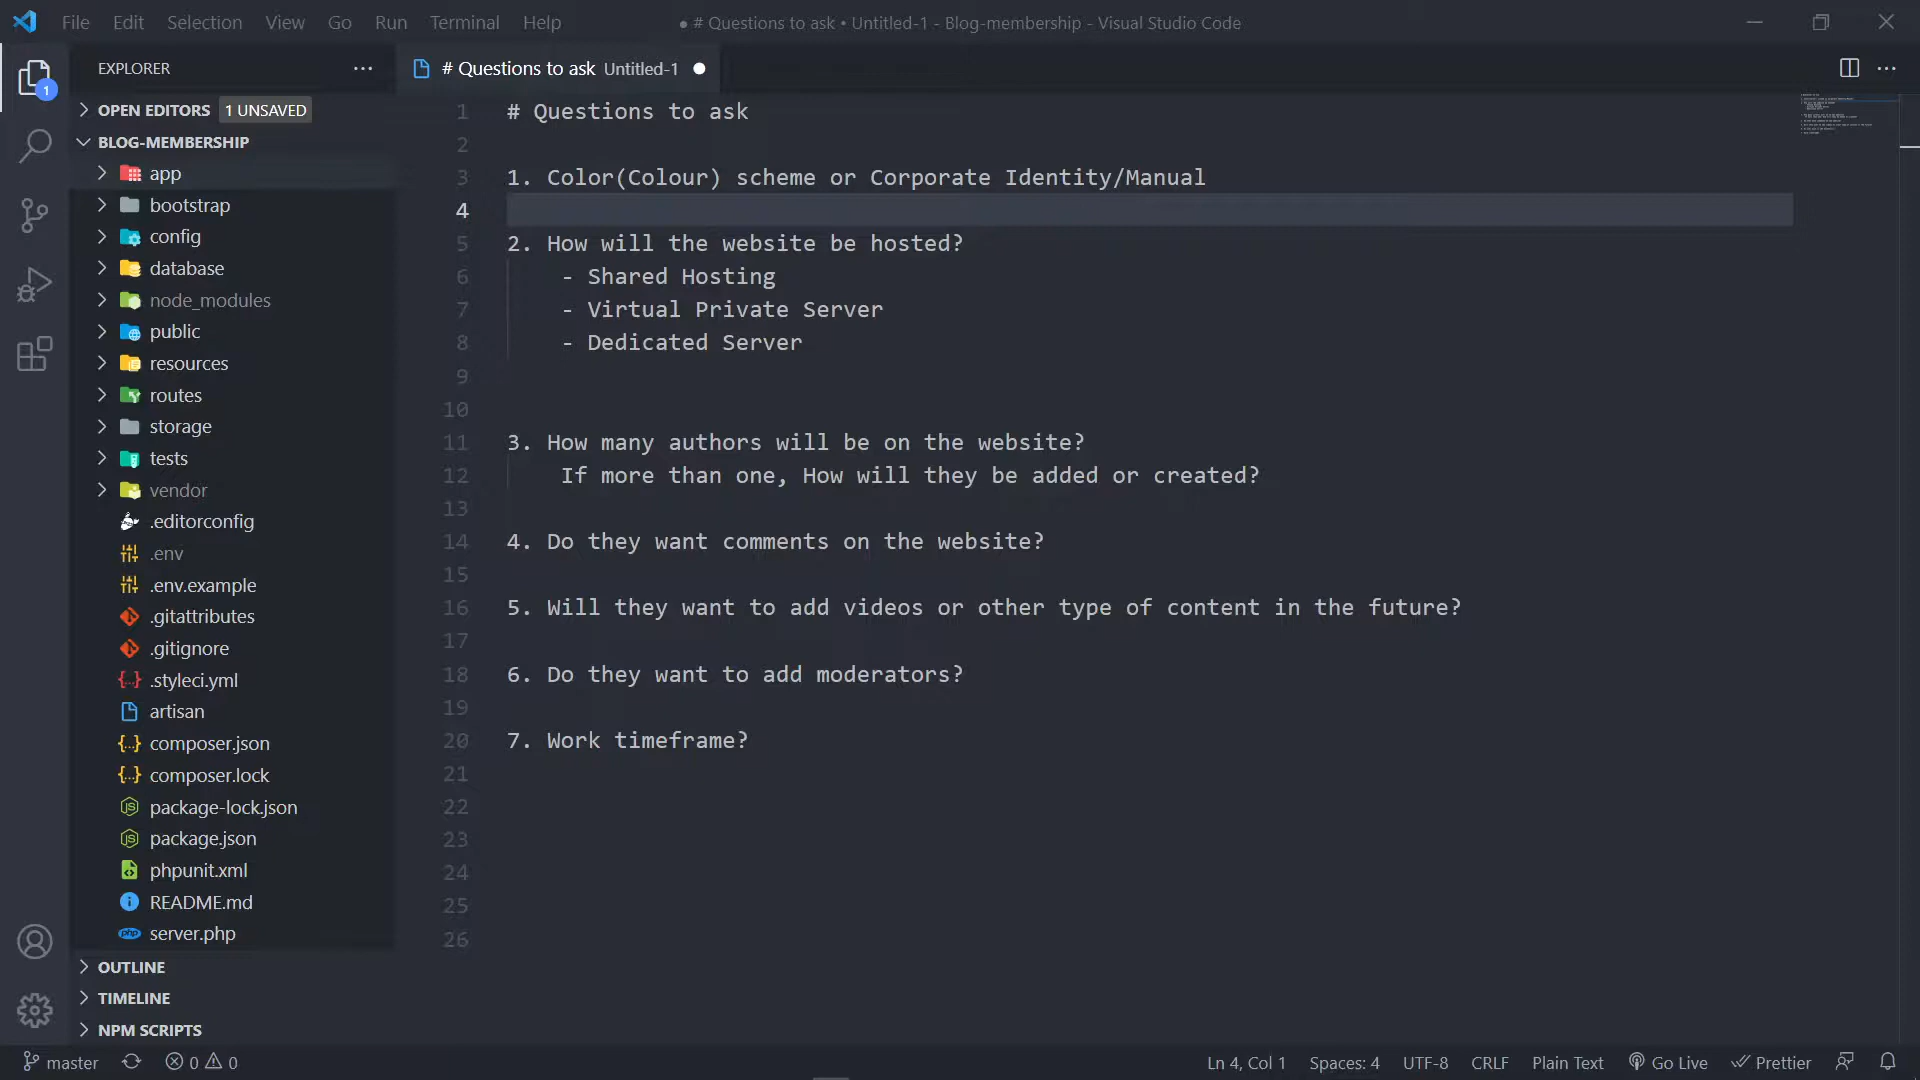 File Edit Selection View Go Run Terminal Help
● # Questions to ask • Untitled-1 - Blog-membership - Visual Studio Code
EXPLORER
# Questions to ask Untitled-1
1
OPEN EDITORS 1 UNSAVED
BLOG-MEMBERSHIP
app
bootstrap
config
database
node_modules
public
resources
routes
storage
tests
vendor
.editorconfig
.env
.env.example
.gitattributes
.gitignore
.styleci.yml
artisan
composer.json
composer.lock
package-lock.json
package.json
phpunit.xml
README.md
php server.php
OUTLINE
TIMELINE
NPM SCRIPTS
1 # Questions to ask
2
3 1. Color(Colour) scheme or Corporate Identity/Manual
4
5 2. How will the website be hosted?
6 - Shared Hosting
7 - Virtual Private Server
8 - Dedicated Server
9
10
11 3. How many authors will be on the website?
12 If more than one, How will they be added or created?
13
14 4. Do they want comments on the website?
15
16 5. Will they want to add videos or other type of content in the future?
17
18 6. Do they want to add moderators?
19
20 7. Work timeframe?
21
22
23
24
25
26
master 0 0 Ln 4, Col 1 Spaces: 4 UTF-8 CRLF Plain Text Go Live Prettier